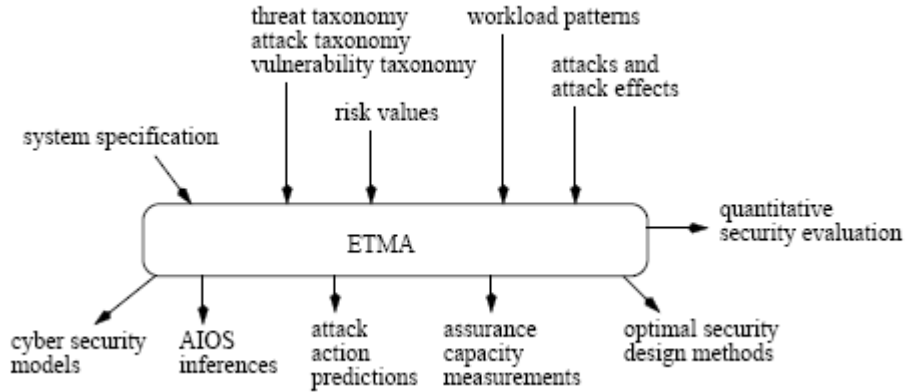 threat taxonomy
attack taxonomy
vulnerability taxonomy
workload patterns
attacks and
attack effects
risk values
system specification
quantitative
security evaluation
ETMA
cyber security
models
AIOS
inferences
attack
action
predictions
assurance
capacity
measurements
optimal security
design methods